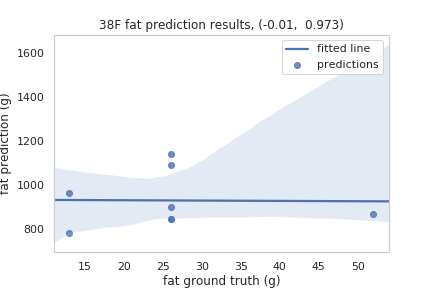 38F fat prediction results, (-0.01,  0.973)
fitted line
predictions
fat prediction (g)
1600
1400
1200
1000
800
15 20 25 30 35 40 45 50
fat ground truth (g)